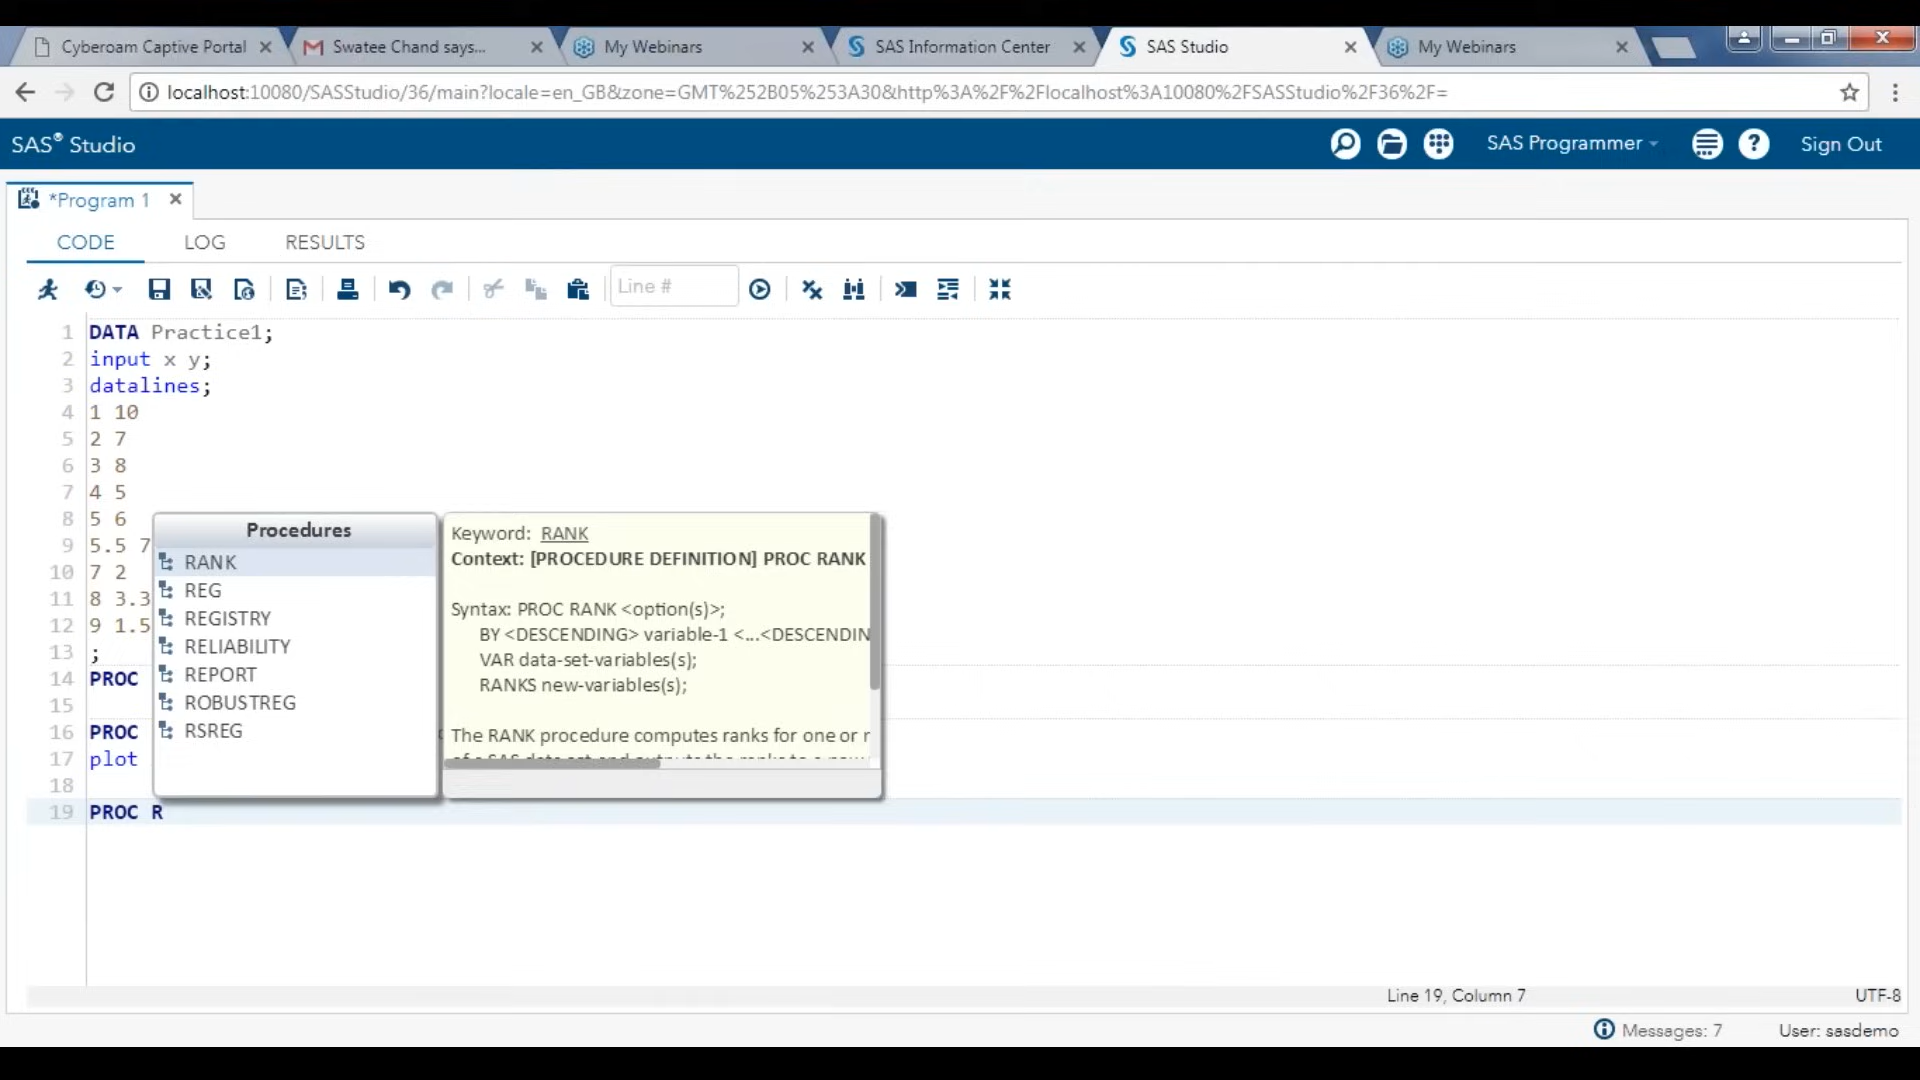 Cyberoam Captive Portal
Swatee Chand says...
My Webinars
SAS Information Center
SAS Studio
My Webinars
localhost:10080/SASStudio/36/main?locale=en_GB&zone=GMT%252B05%253A30&http%3A%2F%2Flocalhost%3A10080%2FSASStudio%2F36%2F=
SAS® Studio
SAS Programmer
Sign Out
*Program 1
CODE
LOG
RESULTS
Line #
1 DATA Practice1;
2 input x y;
3 datalines;
4 1 10
5 2 7
6 3 8
7 4 5
8 5 6
9 5.5 7
10 7 2
11 8 3.3
12 9 1.5
13 ;
14 PROC
15
16 PROC
17 plot
18
19 PROC R
Procedures
RANK
REG
REGISTRY
RELIABILITY
REPORT
ROBUSTREG
RSREG
Keyword: RANK
Context: [PROCEDURE DEFINITION] PROC RANK
Syntax: PROC RANK <option(s)>;
BY <DESCENDING> variable-1 <...<DESCENDIN
VAR data-set-variables(s);
RANKS new-variables(s);
The RANK procedure computes ranks for one or
Line 19, Column 7
UTF-8
Messages: 7
User: sasdemo